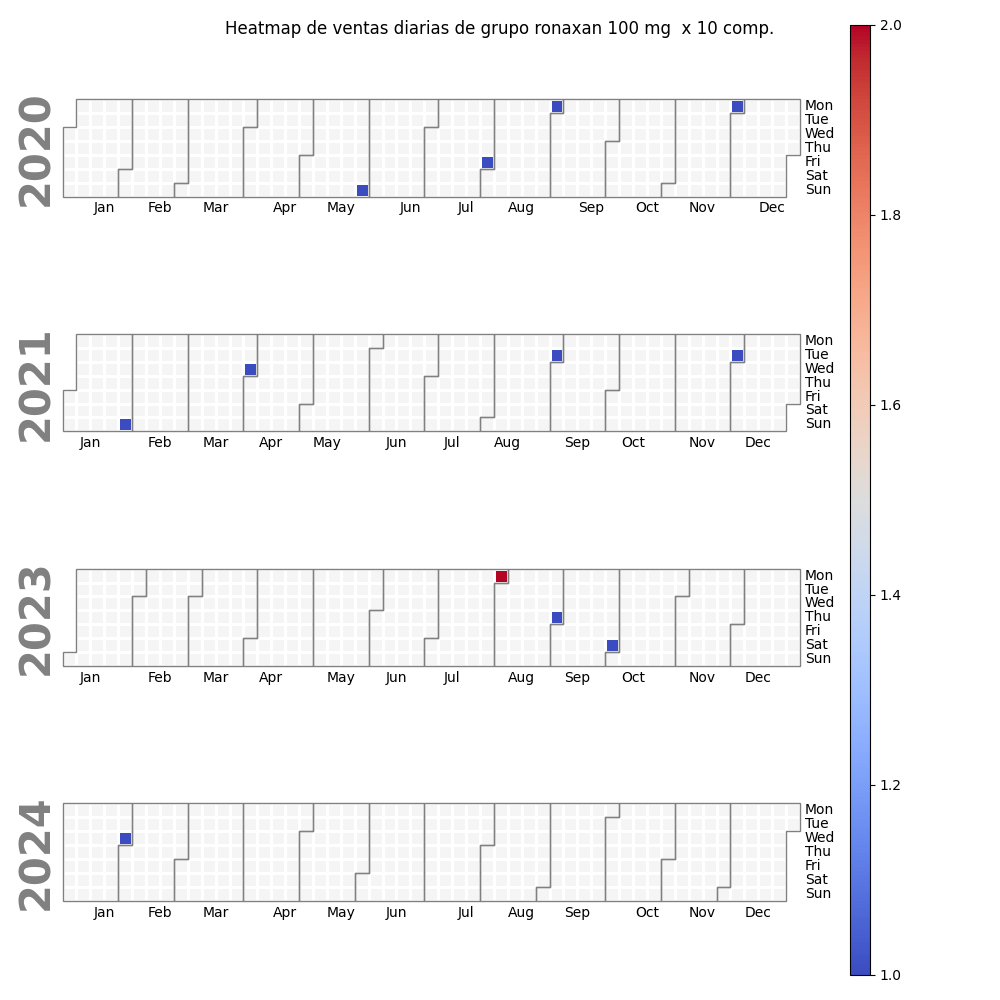 Heatmap de ventas diarias de grupo ronaxan 100 mg  x 10 comp.
2020
Mon
Tue
Wed
Thu
Fri
Sat
Sun
Jan Feb Mar Apr May Jun Jul Aug Sep Oct Nov Dec
2021
Mon
Tue
Wed
Thu
Fri
Sat
Sun
Jan Feb Mar Apr May Jun Jul Aug Sep Oct Nov Dec
2023
Mon
Tue
Wed
Thu
Fri
Sat
Sun
Jan Feb Mar Apr May Jun Jul Aug Sep Oct Nov Dec
2024
Mon
Tue
Wed
Thu
Fri
Sat
Sun
Jan Feb Mar Apr May Jun Jul Aug Sep Oct Nov Dec
2.0
1.8
1.6
1.4
1.2
1.0